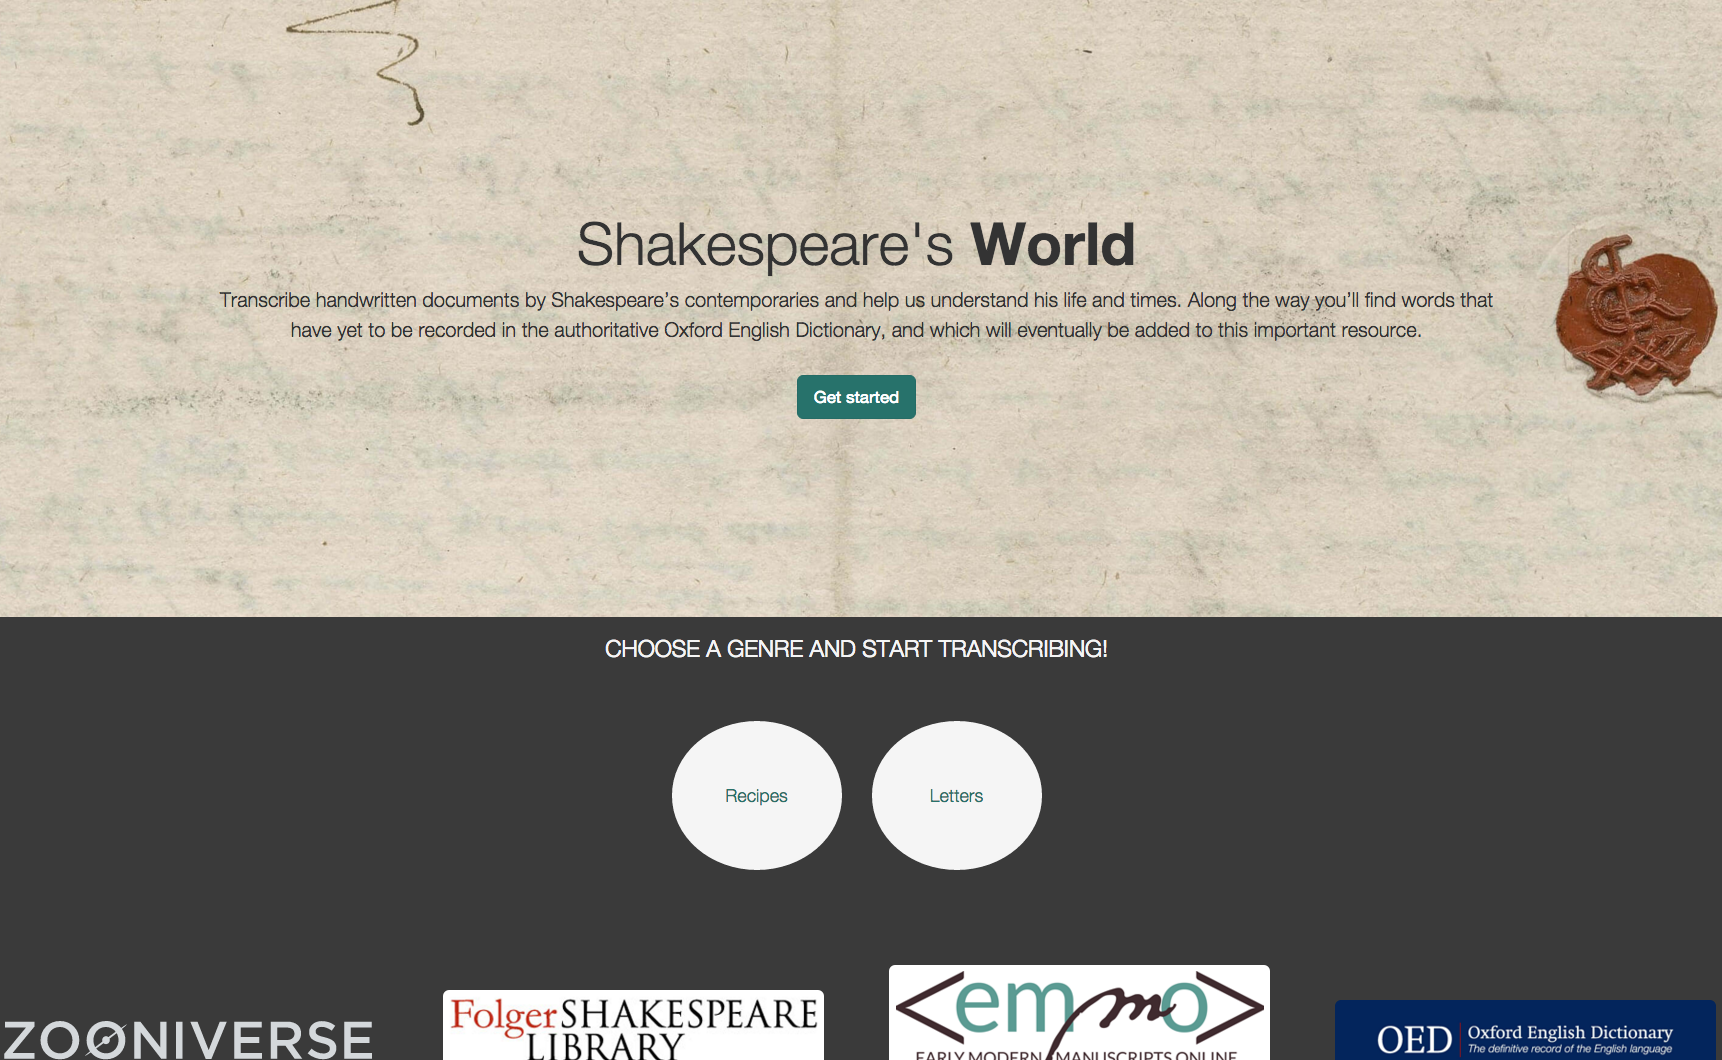 Shakespeare's World
Transcribe handwritten documents by Shakespeare's contemporaries and help us understand his life and times. Along the way you'll find words that
have yet to be recorded in the authoritative Oxford English Dictionary, and which will eventually be added to this important resource.
Get started
CHOOSE A GENRE AND START TRANSCRIBING!
Recipes
Letters
ZOONIVERSE
Folger SHAKESPEARE
LIBRARY
<emmo>
EARLY MODERN MANUSCRIPTS ONLINE
OED Oxford English Dictionary
The definitive record of the English language